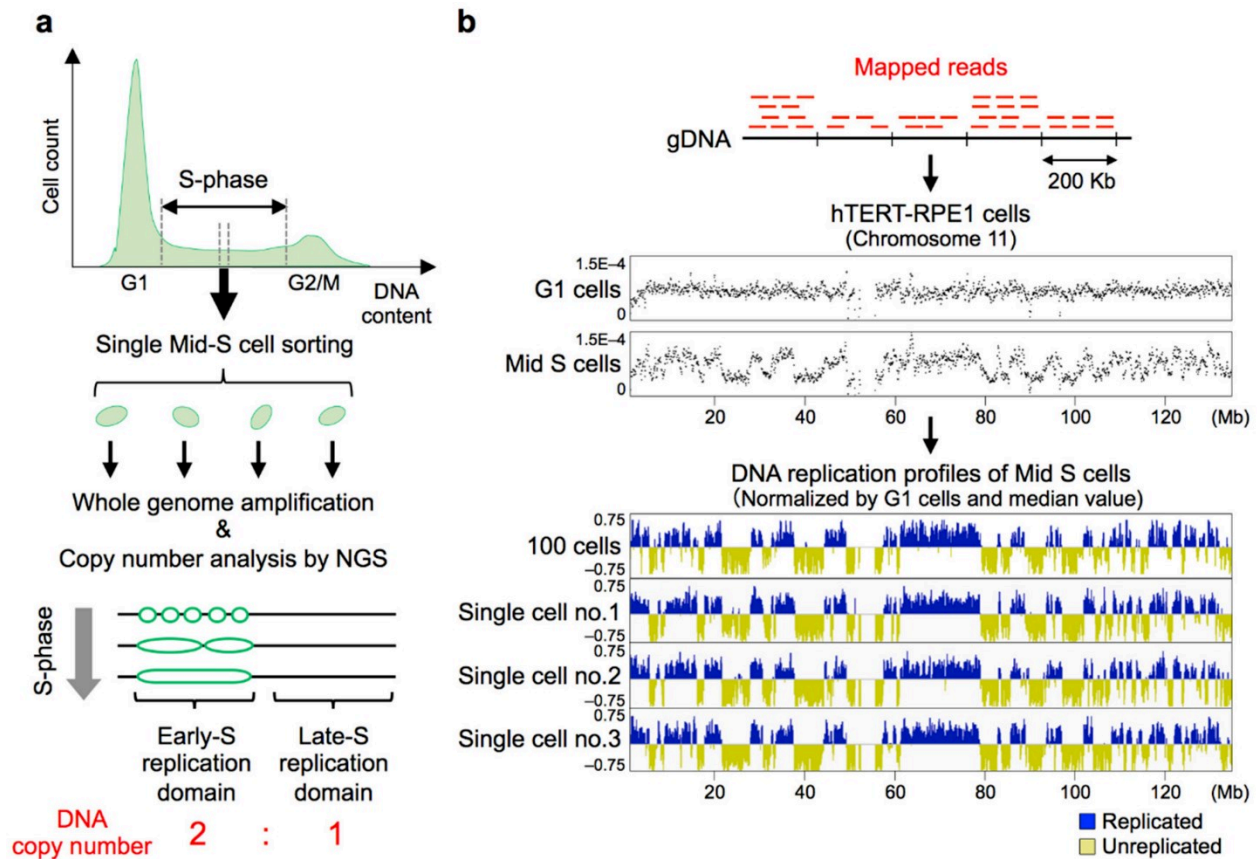 a
Cell count
S-phase
G1
G2/M
DNA
content
Single Mid-S cell sorting
Whole genome amplification
&
Copy number analysis by NGS
S-phase
Early-S
replication
domain
Late-S
replication
domain
DNA
copy number
2 : 1
b
Mapped reads
gDNA
200 Kb
hTERT-RPE1 cells
(Chromosome 11)
1.5E−4
G1 cells
0
1.5E−4
Mid S cells
0
20 40 60 80 100 120 (Mb)
DNA replication profiles of Mid S cells
(Normalized by G1 cells and median value)
0.75
100 cells
−0.75
0.75
Single cell no.1
−0.75
0.75
Single cell no.2
−0.75
0.75
Single cell no.3
−0.75
20 40 60 80 100 120 (Mb)
Replicated
Unreplicated